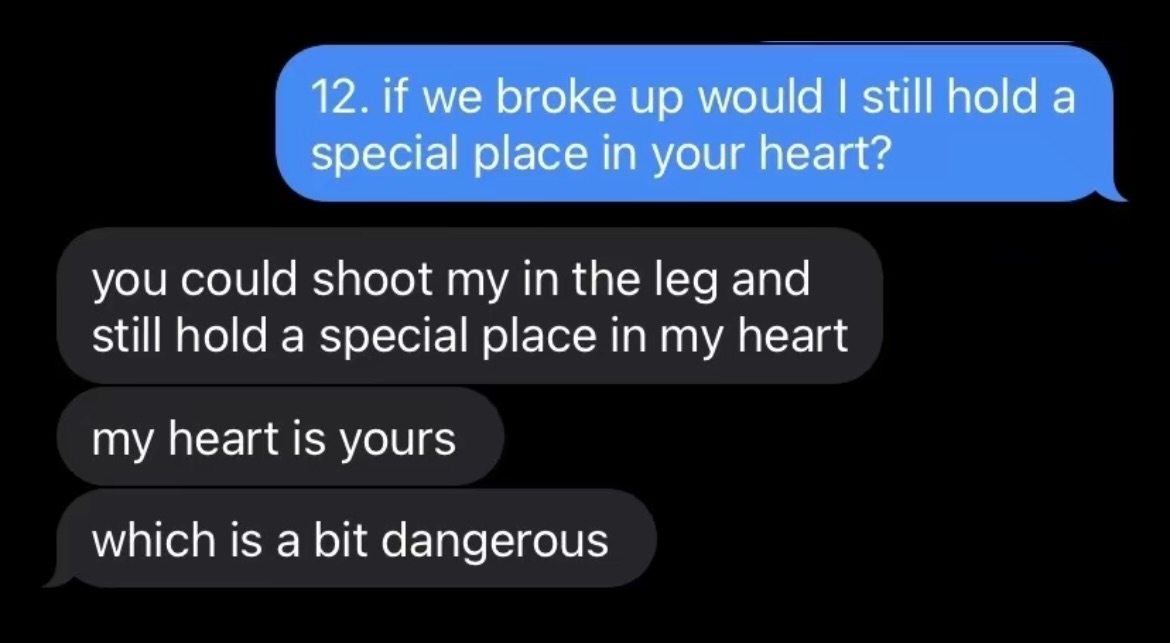 12. if we broke up would I still hold a
special place in your heart?
you could shoot my in the leg and
still hold a special place in my heart
my heart is yours
which is a bit dangerous